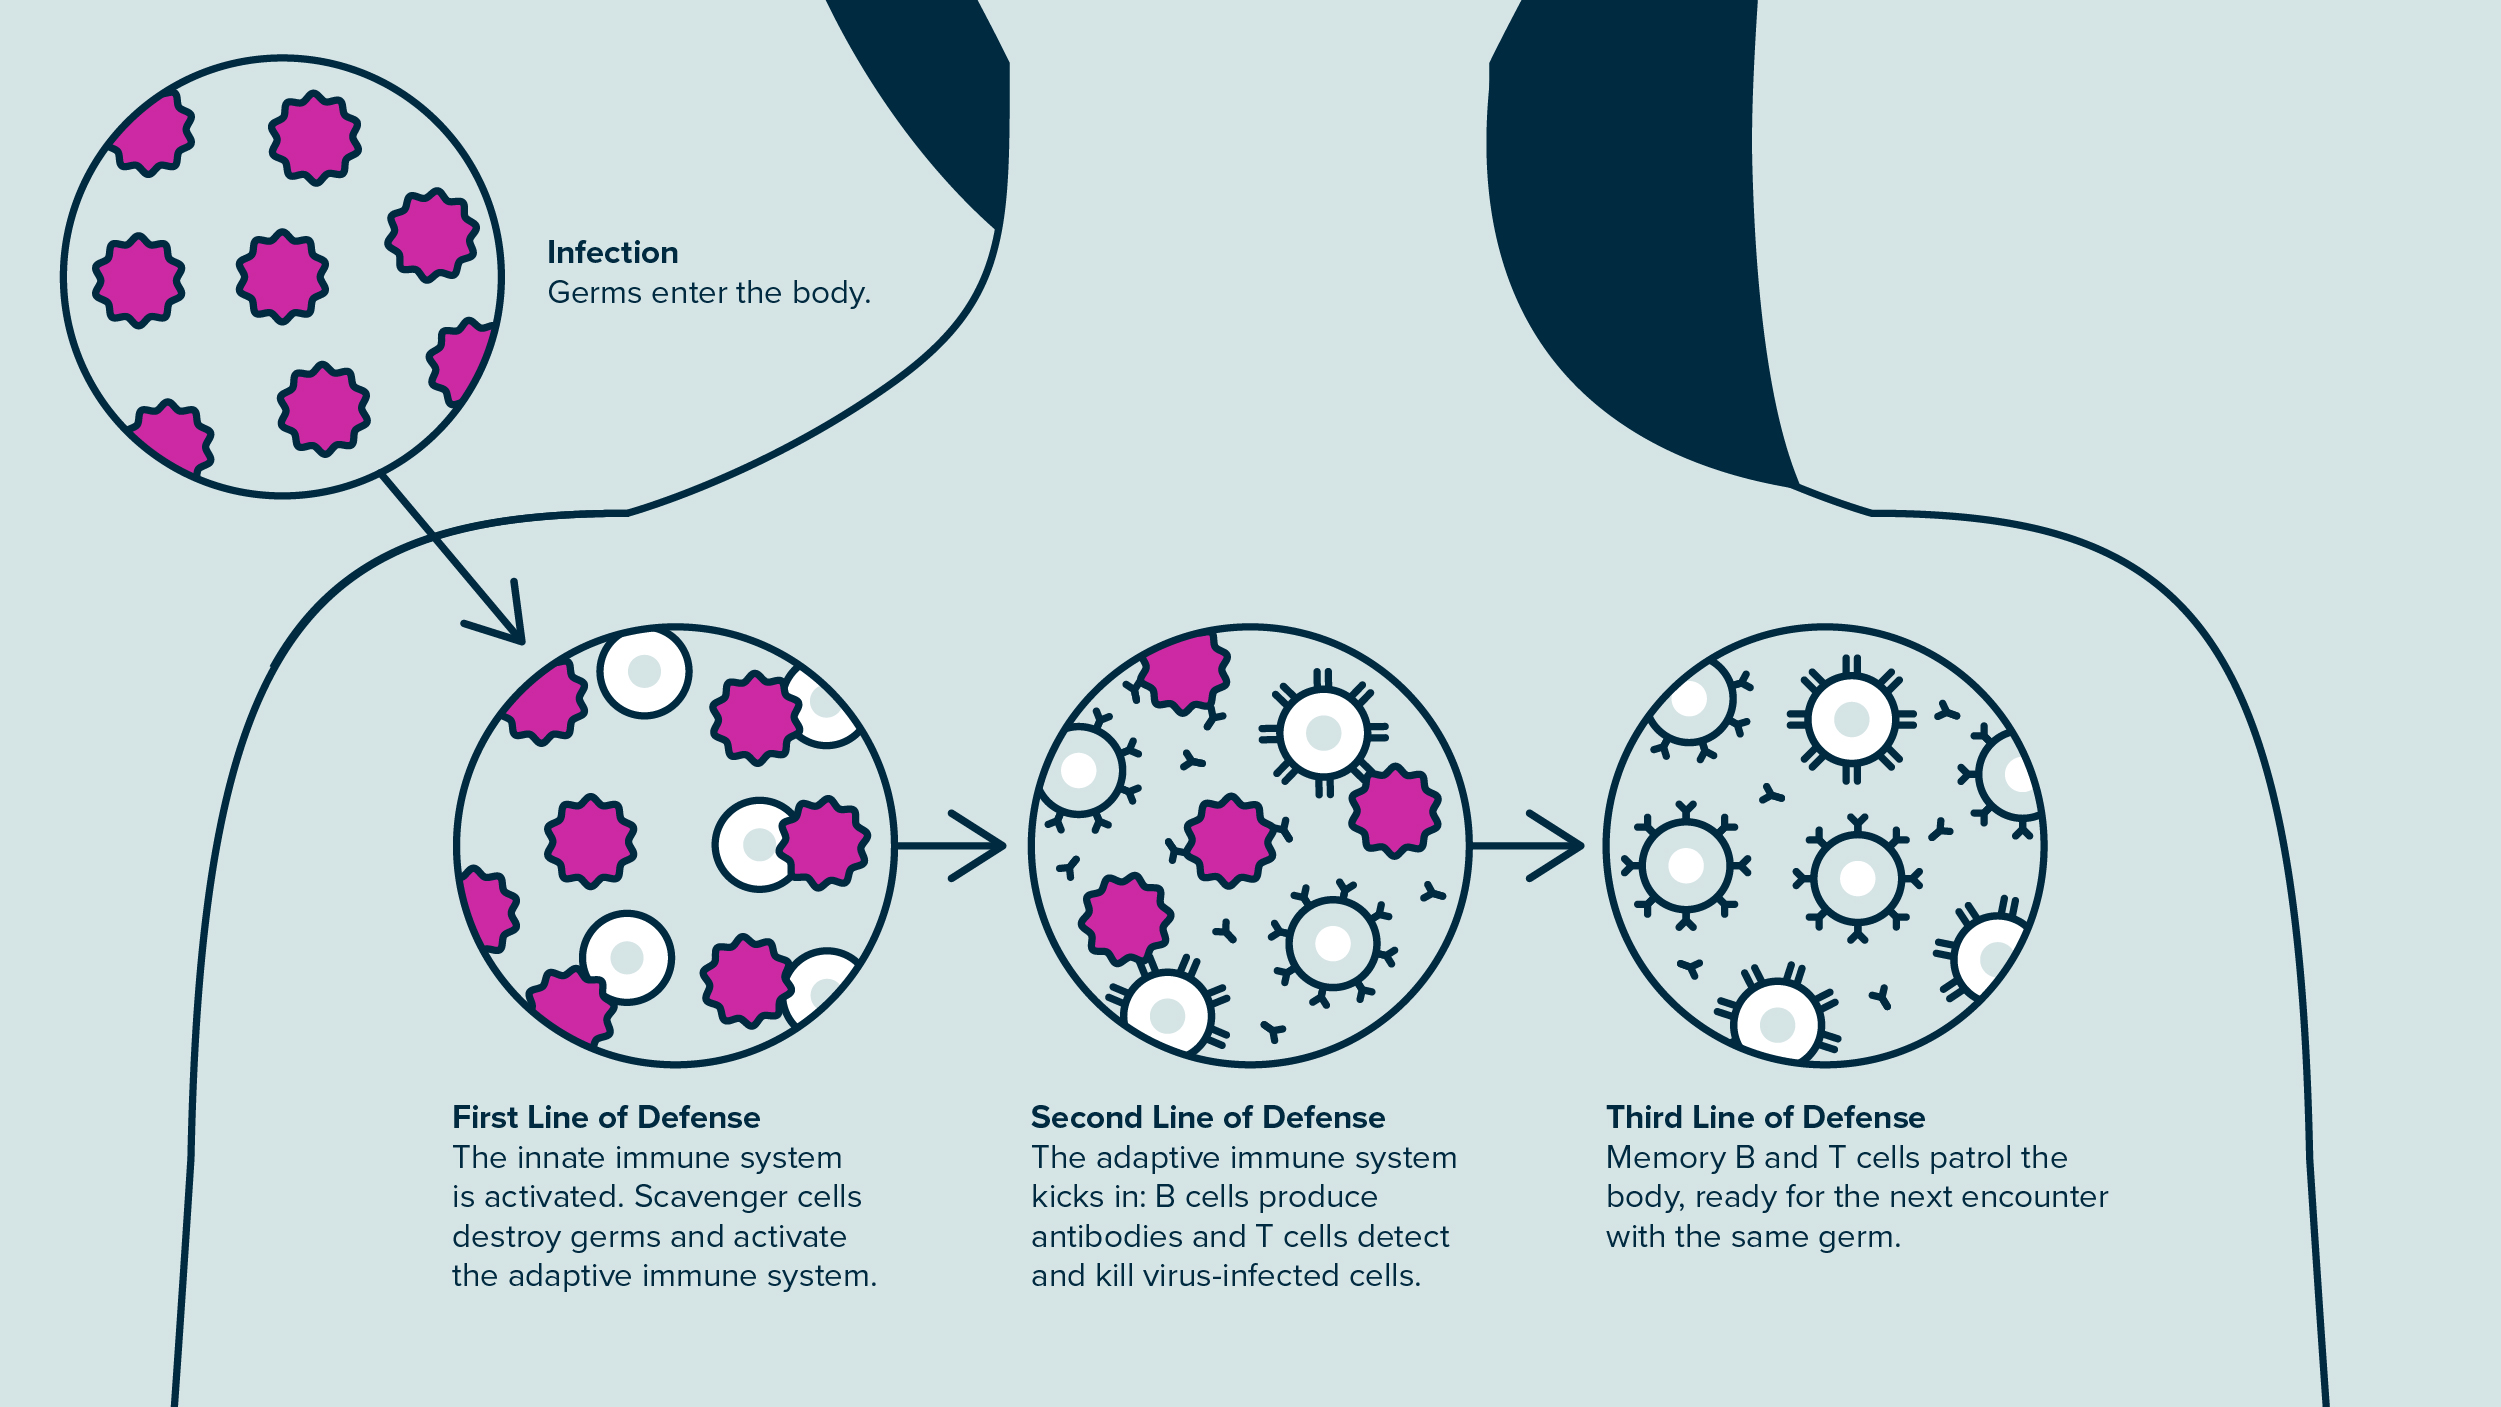 Infection
Germs enter the body.
First Line of Defense
The innate immune system
is activated. Scavenger cells
destroy germs and activate
the adaptive immune system.
Second Line of Defense
The adaptive immune system
kicks in: B cells produce
antibodies and T cells detect
and kill virus-infected cells.
Third Line of Defense
Memory B and T cells patrol the
body, ready for the next encounter
with the same germ.